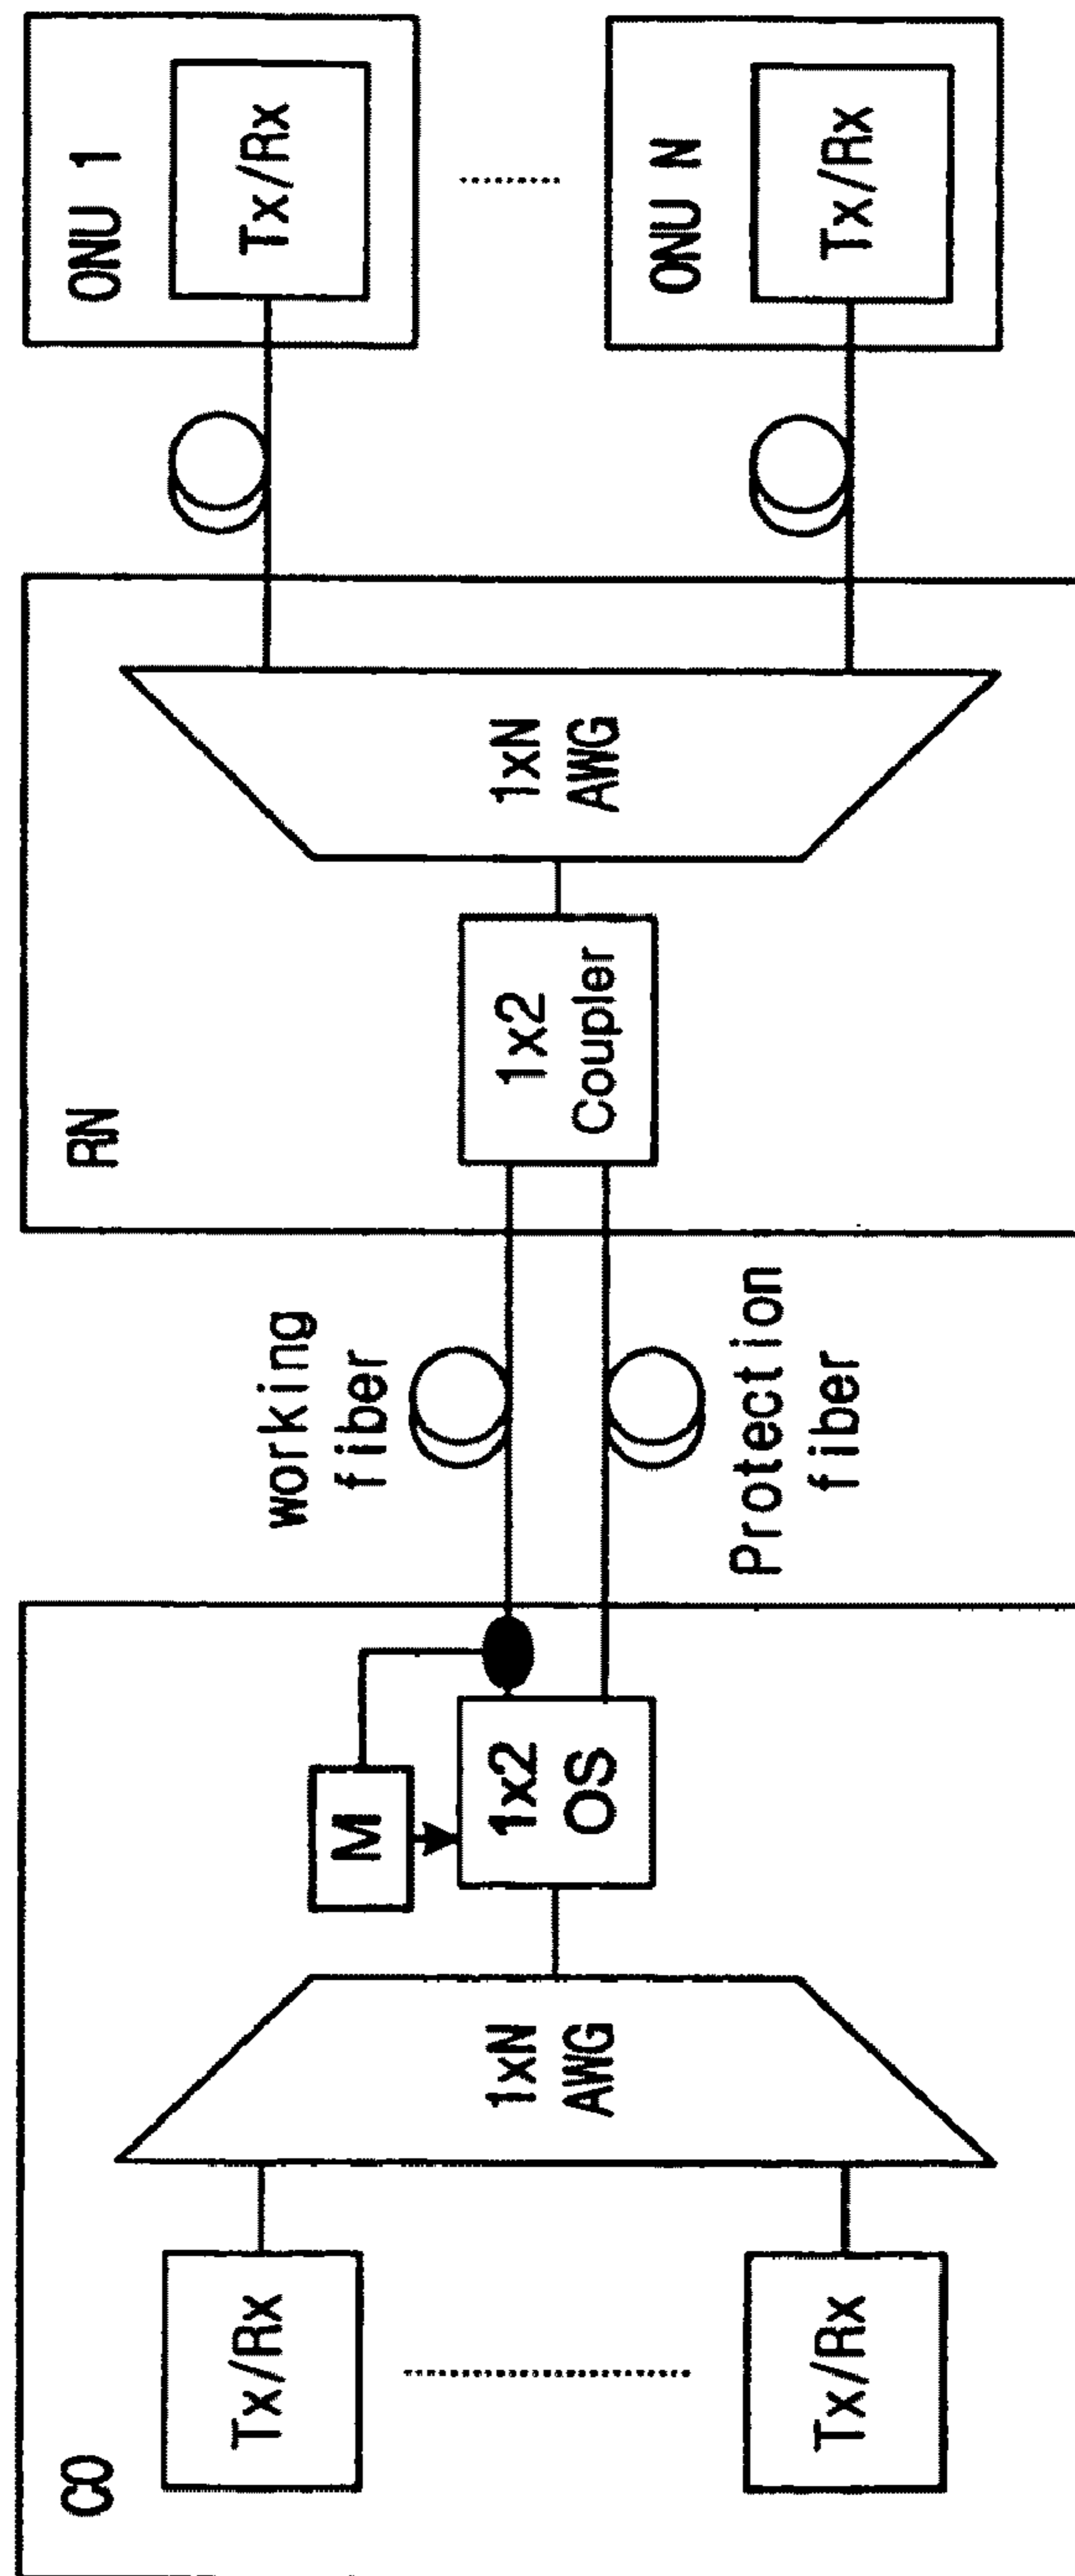 CO
Tx/Rx
Tx/Rx
1xN
AWG
M
1x2
OS
working
fiber
Protection
fiber
RN
1x2
Coupler
1xN
AWG
ONU 1
Tx/Rx
ONU N
Tx/Rx